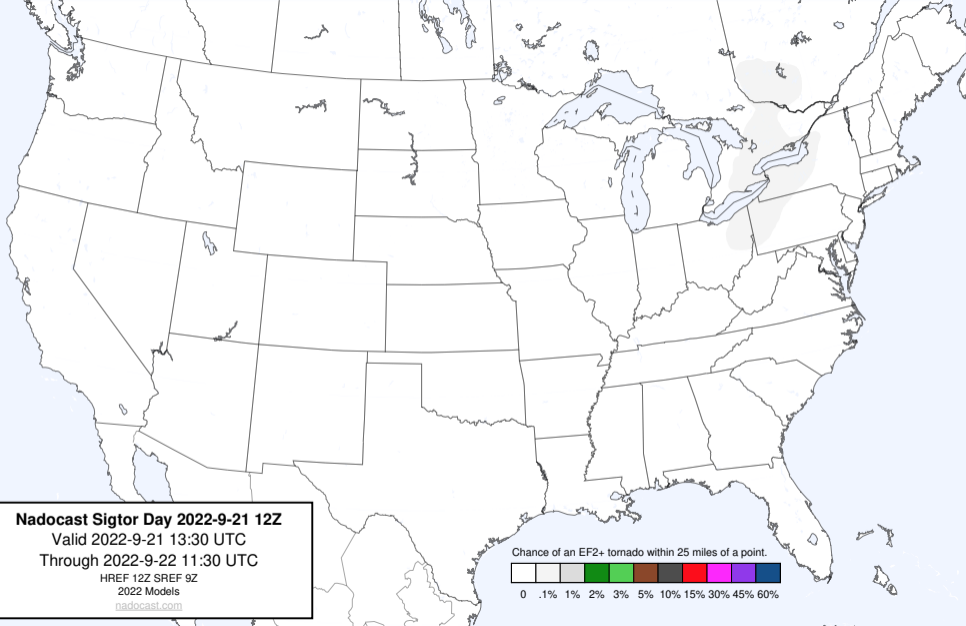 Nadocast Sigtor Day 2022-9-21 12Z
Valid 2022-9-21 13:30 UTC
Through 2022-9-22 11:30 UTC
HREF 12Z SREF 9Z
2022 Models
nadocast.com
Chance of an EF2+ tornado within 25 miles of a point.
0 .1% 1% 2% 3% 5% 10% 15% 30% 45% 60%